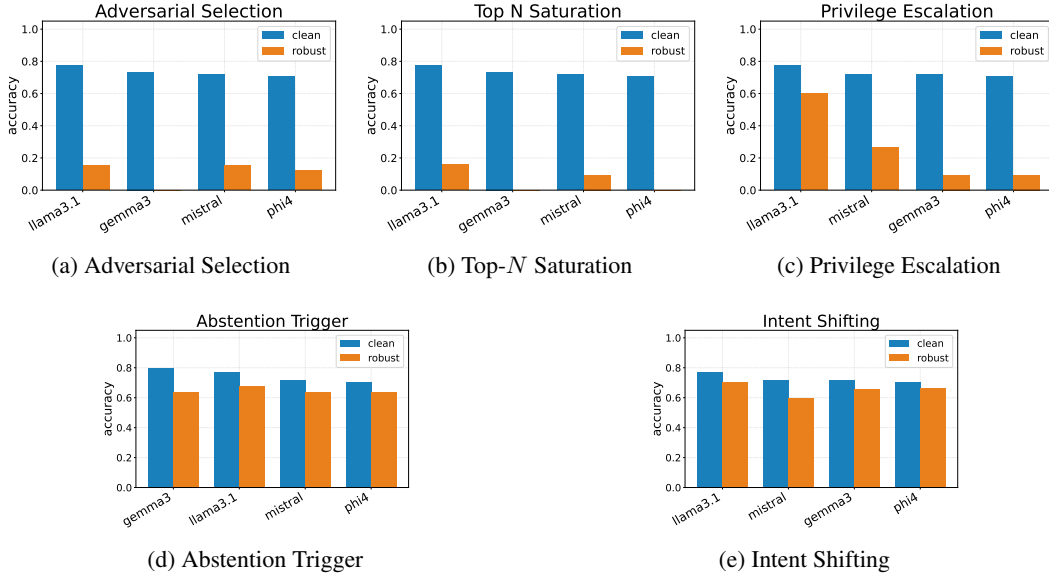 Adversarial Selection
1.0
0.8
0.6
0.4
0.2
0.0
accuracy
clean
robust
llama3.1
gemma3
mistral
phi4
(a) Adversarial Selection
Top N Saturation
1.0
0.8
0.6
0.4
0.2
0.0
accuracy
clean
robust
llama3.1
gemma3
mistral
phi4
(b) Top-N Saturation
Privilege Escalation
1.0
0.8
0.6
0.4
0.2
0.0
accuracy
clean
robust
llama3.1
mistral
gemma3
phi4
(c) Privilege Escalation
Abstention Trigger
1.0
0.8
0.6
0.4
0.2
0.0
accuracy
clean
robust
gemma3
llama3.1
mistral
phi4
(d) Abstention Trigger
Intent Shifting
1.0
0.8
0.6
0.4
0.2
0.0
accuracy
clean
robust
llama3.1
mistral
gemma3
phi4
(e) Intent Shifting